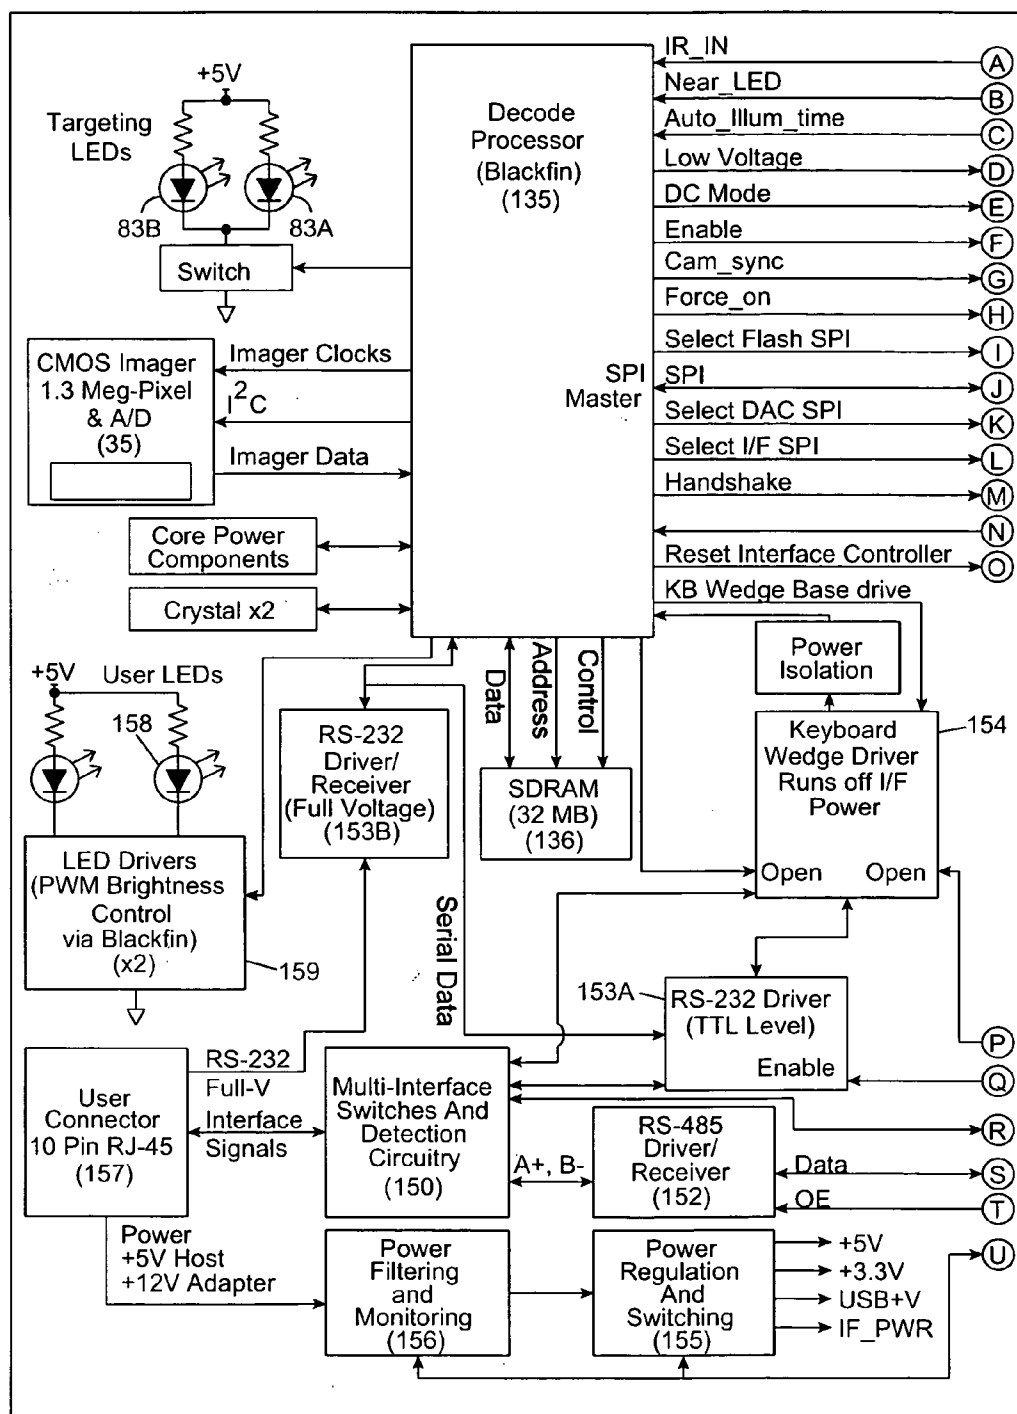 +5V
Targeting
LEDs
83B
83A
Switch
Decode
Processor
(Blackfin)
(135)
SPI
Master
IR_IN
A
Near_LED
B
Auto_Illum_time
C
Low Voltage
D
DC Mode
E
Enable
F
Cam_sync
G
Force_on
H
Select Flash SPI
I
SPI
J
Select DAC SPI
K
Select I/F SPI
L
Handshake
M
N
Reset Interface Controller
O
KB Wedge Base drive
CMOS Imager
1.3 Meg-Pixel
& A/D
(35)
Imager Clocks
I²C
Imager Data
Core Power
Components
Crystal x2
+5V
User LEDs
158
LED Drivers
(PWM Brightness
Control
via Blackfin)
(x2)
159
RS-232
Driver/
Receiver
(Full Voltage)
(153B)
Data
Address
Control
SDRAM
(32 MB)
(136)
Power
Isolation
Keyboard
Wedge Driver
Runs off I/F
Power
Open
Open
154
Serial Data
153A
RS-232 Driver
(TTL Level)
Enable
P
Q
User
Connector
10 Pin RJ-45
(157)
RS-232
Full-V
Interface
Signals
Multi-Interface
Switches And
Detection
Circuitry
(150)
A+, B-
RS-485
Driver/
Receiver
(152)
R
Data
S
OE
T
Power
+5V Host
+12V Adapter
Power
Filtering
and
Monitoring
(156)
Power
Regulation
And
Switching
(155)
+5V
+3.3V
USB+V
IF_PWR
U